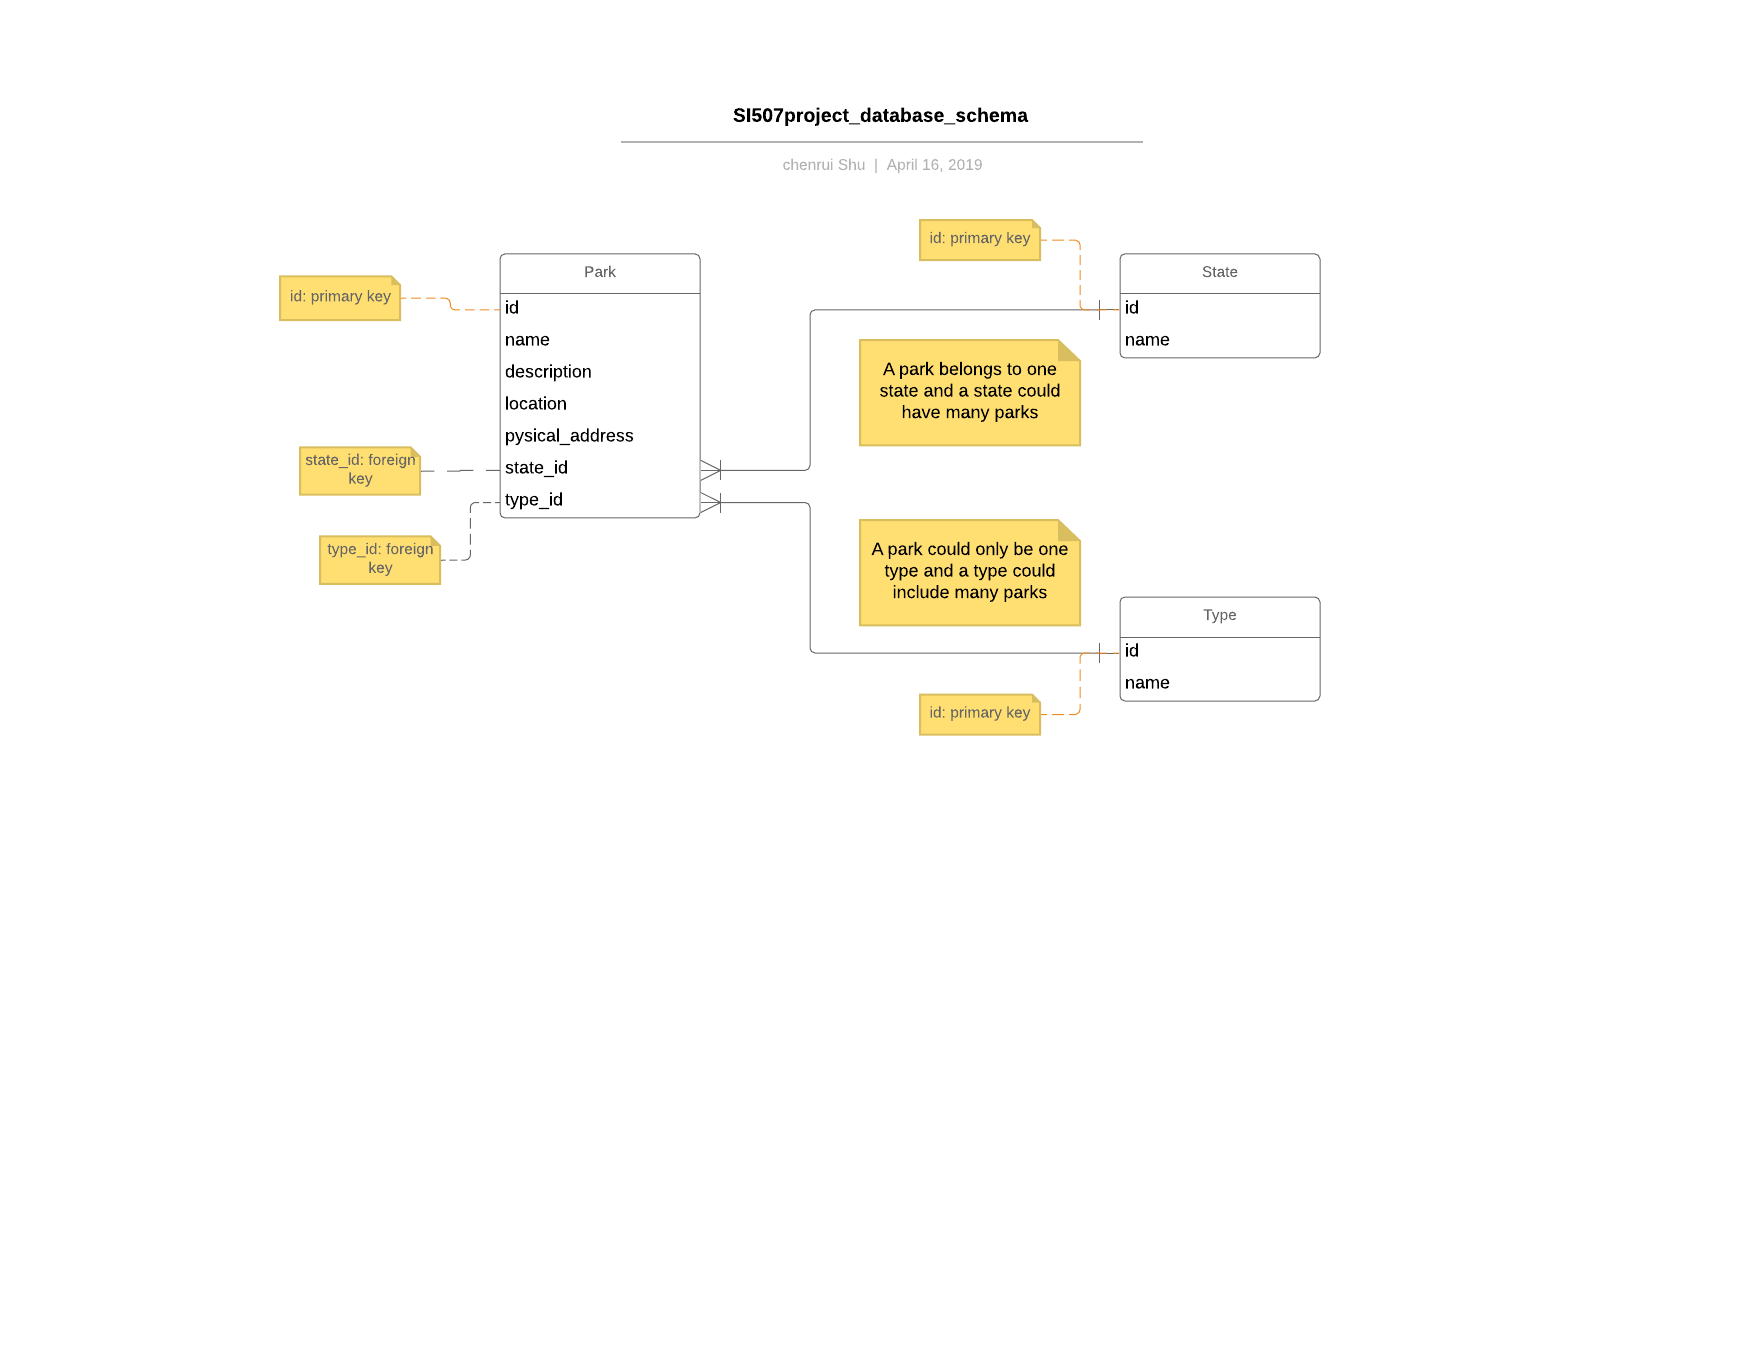 SI507project_database_schema
chenrui Shu | April 16, 2019
id: primary key
Park
id
name
description
location
pysical_address
state_id
type_id
id: primary key
state_id: foreign
key
type_id: foreign
key
id: primary key
State
id
name
A park belongs to one
state and a state could
have many parks
A park could only be one
type and a type could
include many parks
Type
id
name
id: primary key